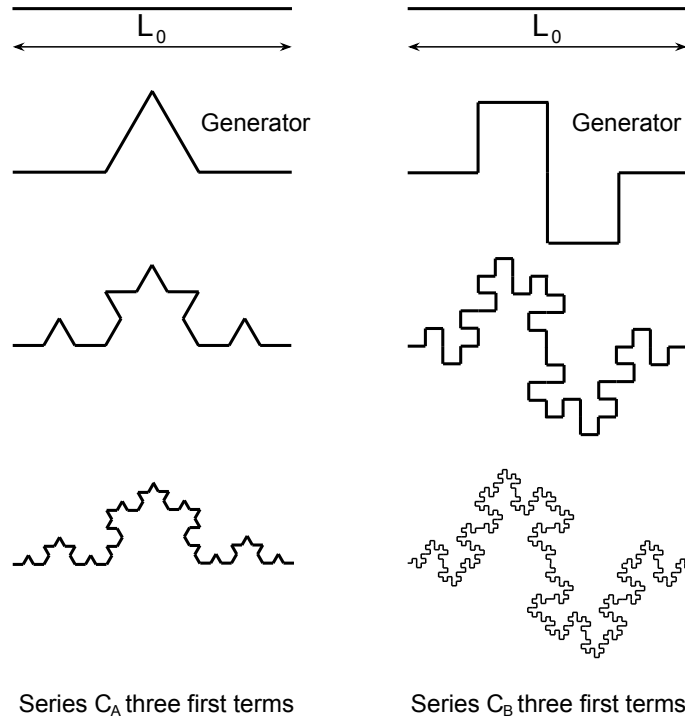 L0
L0
Generator
Generator
Series CA three first terms
Series CB three first terms